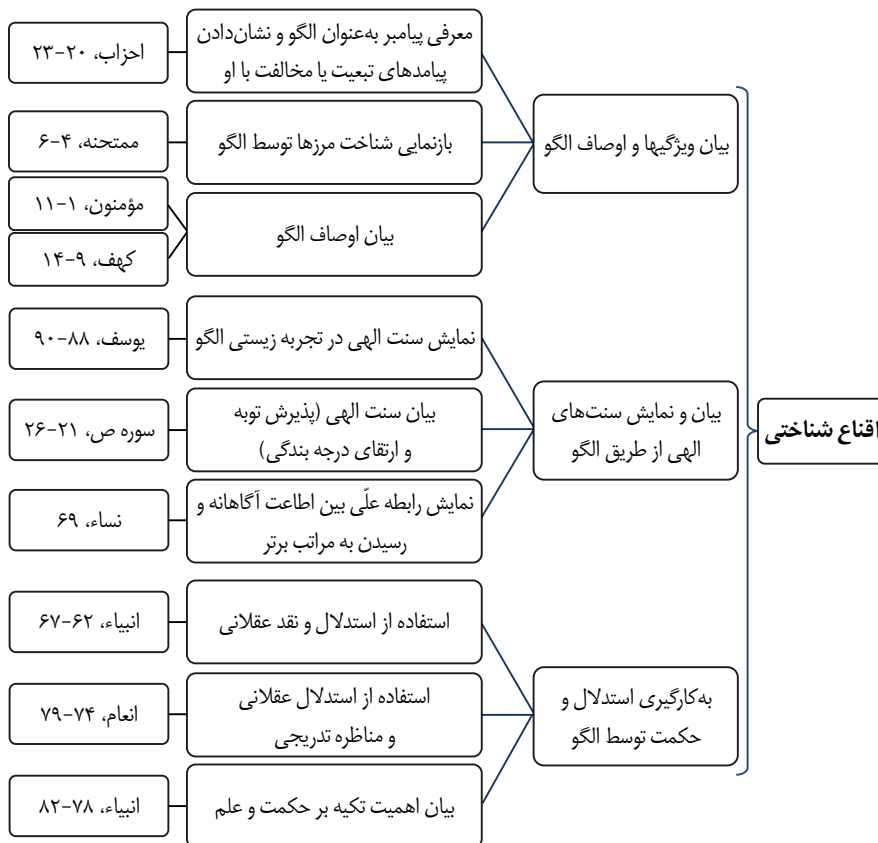 اقناع شناختی
بیان ویژگیها و اوصاف الگو
معرفی پیامبر به‌عنوان الگو و نشان‌دادن
پیامدهای تبعیت یا مخالفت با او
احزاب، ۲۰-۲۳
بازنمایی شناخت مرزها توسط الگو
ممتحنه، ۴-۶
بیان اوصاف الگو
مؤمنون، ۱-۱۱
کهف، ۹-۱۴
بیان و نمایش سنت‌های
الهی از طریق الگو
نمایش سنت الهی در تجربه زیستی الگو
یوسف، ۸۸-۹۰
بیان سنت الهی (پذیرش توبه
و ارتقای درجه بندگی)
سوره ص، ۲۱-۲۶
نمایش رابطه علّی بین اطاعت آگاهانه و
رسیدن به مراتب برتر
نساء، ۶۹
به‌کارگیری استدلال و
حکمت توسط الگو
استفاده از استدلال و نقد عقلانی
انبیاء، ۶۲-۶۷
استفاده از استدلال عقلانی
و مناظره تدریجی
انعام، ۷۴-۷۹
بیان اهمیت تکیه بر حکمت و علم
انبیاء، ۷۸-۸۲